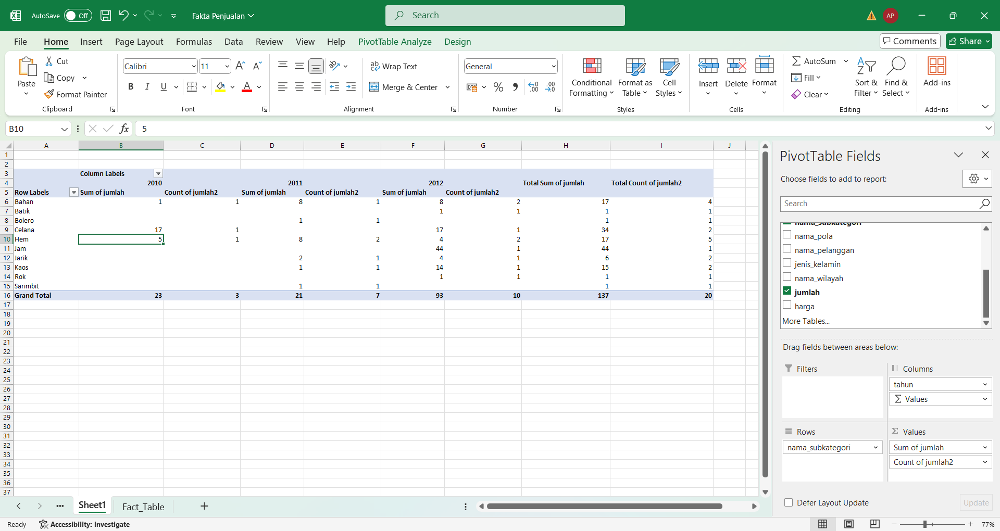 AutoSave Off Fakta Penjualan Search AP
File Home Insert Page Layout Formulas Data Review View Help PivotTable Analyze Design Comments Share
Paste Cut Copy Format Painter Clipboard
Calibri 11 B I U A Font
Wrap Text Merge & Center Alignment
General % Number
Conditional Formatting Format as Table Cell Styles Styles
Insert Delete Format Cells
AutoSum Fill Clear Sort & Filter Find & Select Editing
Add-ins Add-ins
B10 fx 5
A B C D E F G H I J
1
2
3 Column Labels
4 2010 2011 2012 Total Sum of jumlah Total Count of jumlah2
5 Row Labels Sum of jumlah Count of jumlah2 Sum of jumlah Count of jumlah2 Sum of jumlah Count of jumlah2
6 Bahan 1 1 8 1 8 2 17 4
7 Batik 1 1 1 1
8 Bolero 1 1 1 1
9 Celana 17 1 17 1 34 2
10 Hem 5 1 8 2 4 2 17 5
11 Jam 44 1 44 1
12 Jarik 2 1 4 1 6 2
13 Kaos 1 1 14 1 15 2
14 Rok 1 1 1 1
15 Sarimbit 1 1 1 1
16 Grand Total 23 3 21 7 93 10 137 20
17
18
19
20
21
22
23
24
25
26
27
28
29
30
31
32
33
34
35
36
37
PivotTable Fields
Choose fields to add to report:
Search
nama_subkategori
nama_pola
nama_pelanggan
jenis_kelamin
nama_wilayah
jumlah
harga
More Tables...
Drag fields between areas below:
Filters Columns
tahun
Σ Values
Rows Σ Values
nama_subkategori Sum of jumlah
Count of jumlah2
Defer Layout Update Update
Sheet1 Fact_Table
Ready Accessibility: Investigate 77%